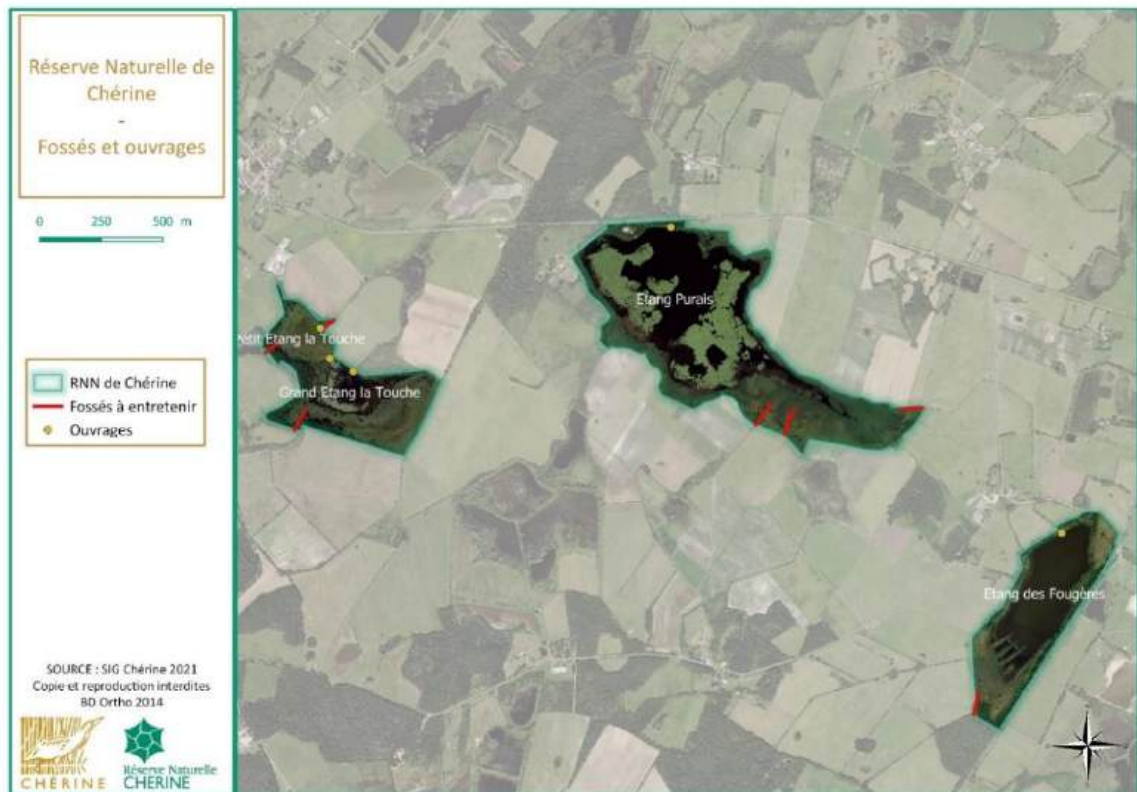 Réserve Naturelle de
Chérine
-
Fossés et ouvrages
0 250 500 m
RNN de Chérine
Fossés à entretenir
Ouvrages
SOURCE : SIG Chérine 2021
Copie et reproduction interdites
BD Ortho 2014
CHÉRINE
Réserve Naturelle
CHERINE
Etang Purais
Petit Etang la Touche
Grand Etang la Touche
Etang des Fougères